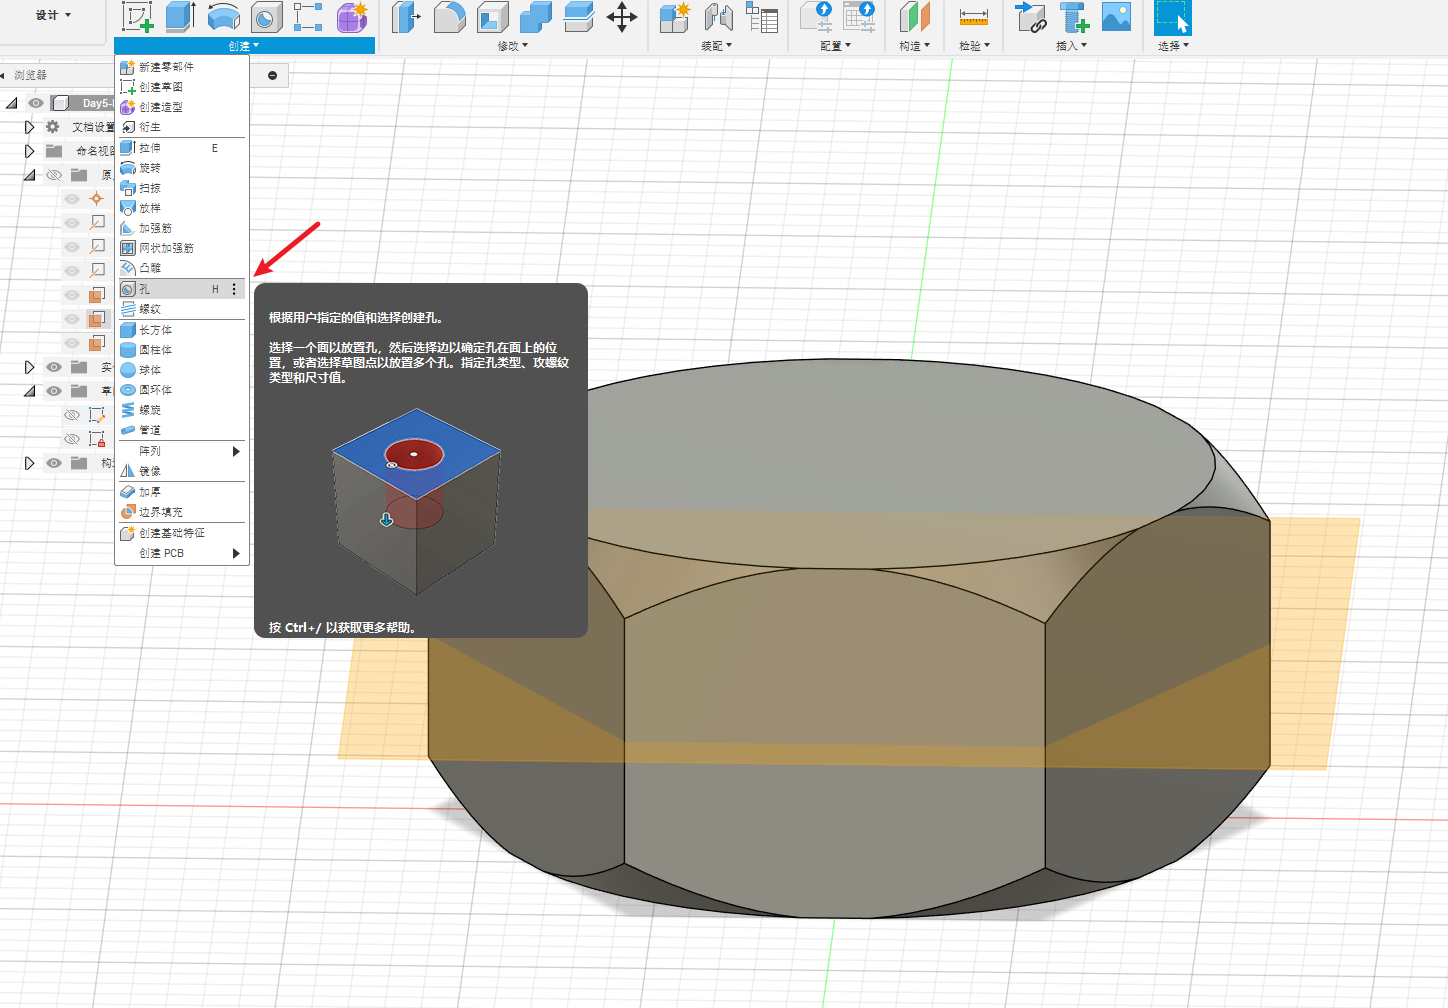 设计
创建
修改
装配
配置
构造
检验
插入
选择
浏览器
Day5-
文档设置
命名视图
原
实
草
构
新建零部件
创建草图
创建造型
衍生
拉伸 E
旋转
扫掠
放样
加强筋
网状加强筋
凸雕
孔 H
螺纹
长方体
圆柱体
球体
圆环体
螺旋
管道
阵列
镜像
加厚
边界填充
创建基础特征
创建 PCB
根据用户指定的值和选择创建孔。
选择一个面以放置孔，然后选择边以确定孔在面上的位
置，或者选择草图点以放置多个孔。指定孔类型、攻螺纹
类型和尺寸值。
按 Ctrl+/ 以获取更多帮助。